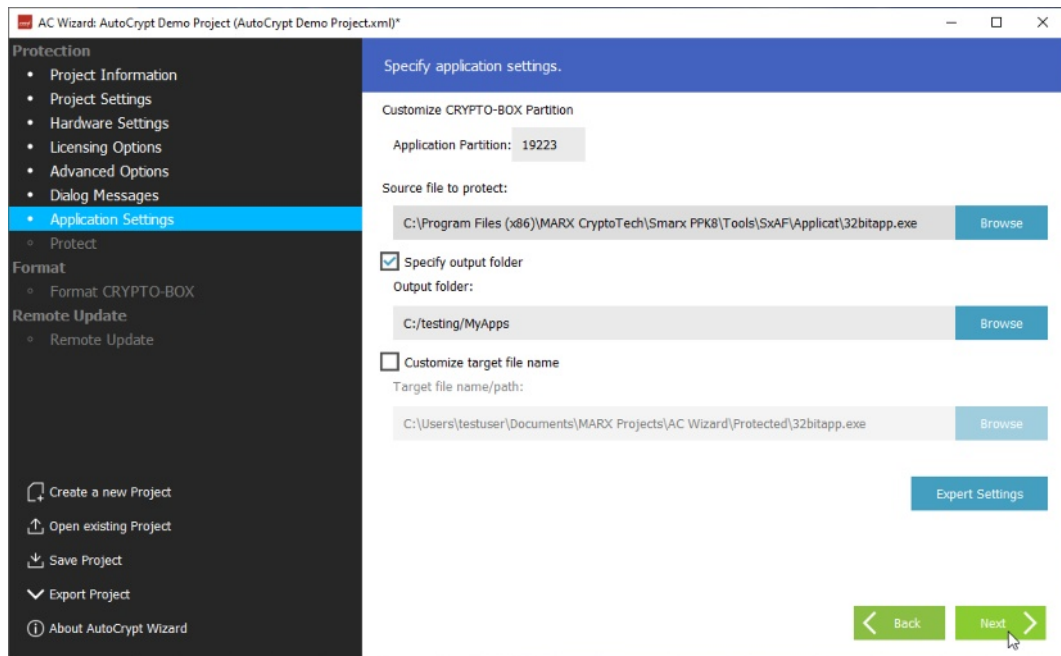 AC Wizard: AutoCrypt Demo Project (AutoCrypt Demo Project.xml)*
Protection
Project Information
Project Settings
Hardware Settings
Licensing Options
Advanced Options
Dialog Messages
Application Settings
Protect
Format
Format CRYPTO-BOX
Remote Update
Remote Update
Create a new Project
Open existing Project
Save Project
Export Project
About AutoCrypt Wizard
Specify application settings.
Customize CRYPTO-BOX Partition
Application Partition: 19223
Source file to protect:
C:\Program Files (x86)\MARX CryptoTech\Smarx PPK8\Tools\SxAF\Applicat\32bitapp.exe Browse
Specify output folder
Output folder:
C:/testing/MyApps Browse
Customize target file name
Target file name/path:
C:\Users\testuser\Documents\MARX Projects\AC Wizard\Protected\32bitapp.exe Browse
Expert Settings
Back Next